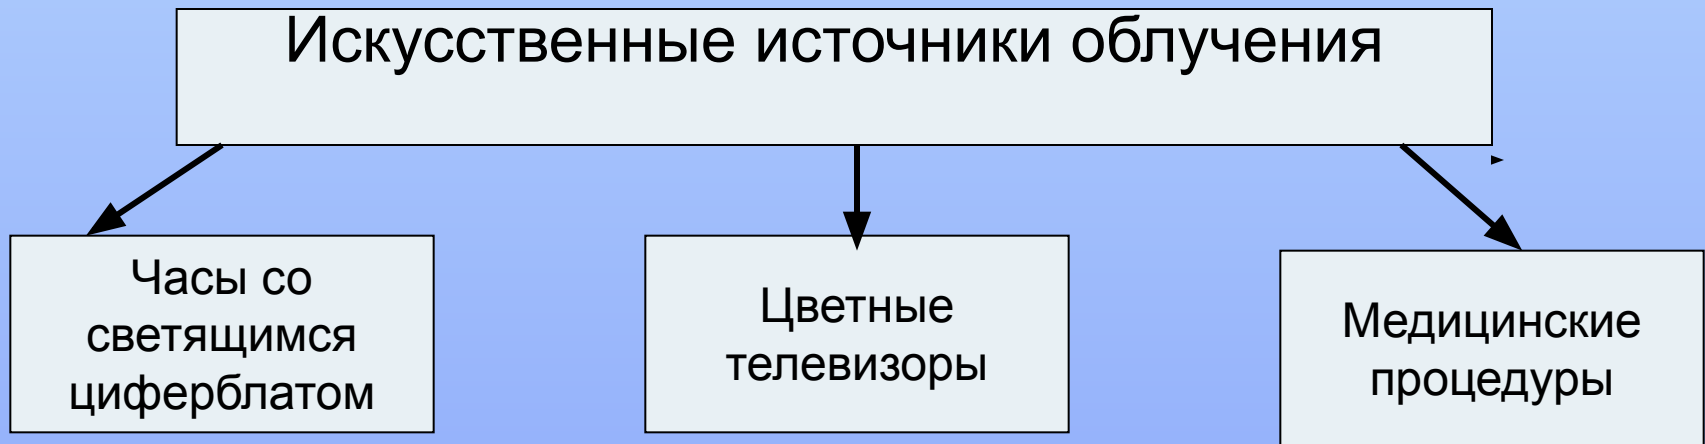 Искусственные источники облучения
Часы со
светящимся
циферблатом
Цветные
телевизоры
Медицинские
процедуры